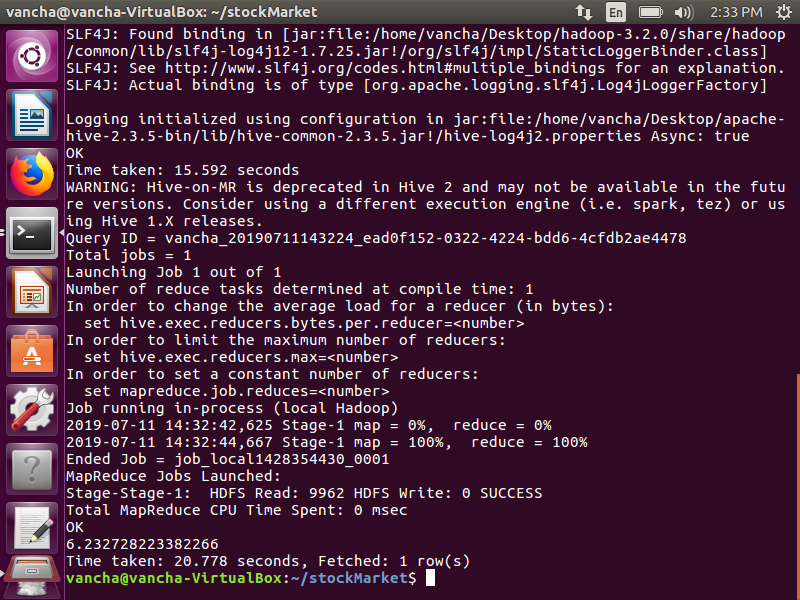 vancha@vancha-VirtualBox: ~/stockMarket
En
2:33 PM
SLF4J: Found binding in [jar:file:/home/vancha/Desktop/hadoop-3.2.0/share/hadoop
/common/lib/slf4j-log4j12-1.7.25.jar!/org/slf4j/impl/StaticLoggerBinder.class]
SLF4J: See http://www.slf4j.org/codes.html#multiple_bindings for an explanation.
SLF4J: Actual binding is of type [org.apache.logging.slf4j.Log4jLoggerFactory]
Logging initialized using configuration in jar:file:/home/vancha/Desktop/apache-
hive-2.3.5-bin/lib/hive-common-2.3.5.jar!/hive-log4j2.properties Async: true
OK
Time taken: 15.592 seconds
WARNING: Hive-on-MR is deprecated in Hive 2 and may not be available in the futu
re versions. Consider using a different execution engine (i.e. spark, tez) or us
ing Hive 1.X releases.
Query ID = vancha_20190711143224_ead0f152-0322-4224-bdd6-4cfdb2ae4478
Total jobs = 1
Launching Job 1 out of 1
Number of reduce tasks determined at compile time: 1
In order to change the average load for a reducer (in bytes):
  set hive.exec.reducers.bytes.per.reducer=<number>
In order to limit the maximum number of reducers:
  set hive.exec.reducers.max=<number>
In order to set a constant number of reducers:
  set mapreduce.job.reduces=<number>
Job running in-process (local Hadoop)
2019-07-11 14:32:42,625 Stage-1 map = 0%,  reduce = 0%
2019-07-11 14:32:44,667 Stage-1 map = 100%,  reduce = 100%
Ended Job = job_local1428354430_0001
MapReduce Jobs Launched:
Stage-Stage-1:  HDFS Read: 9962 HDFS Write: 0 SUCCESS
Total MapReduce CPU Time Spent: 0 msec
OK
6.232728223382266
Time taken: 20.778 seconds, Fetched: 1 row(s)
vancha@vancha-VirtualBox:~/stockMarket$